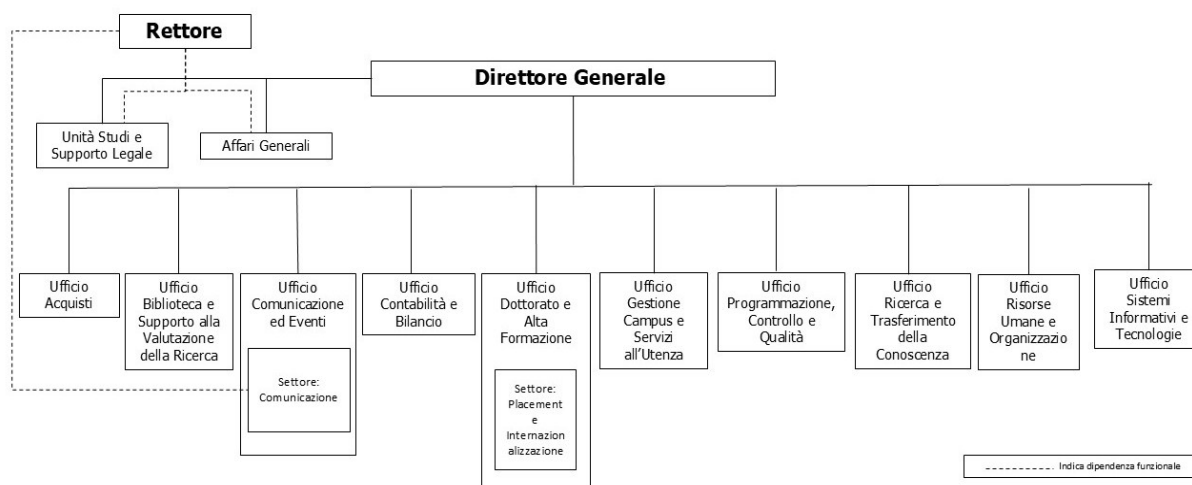 Rettore
Direttore Generale
Unità Studi e
Supporto Legale
Affari Generali
Ufficio
Acquisti
Ufficio
Biblioteca e
Supporto alla
Valutazione
della Ricerca
Ufficio
Comunicazione
ed Eventi
Settore:
Comunicazione
Ufficio
Contabilità e
Bilancio
Ufficio
Dottorato e
Alta
Formazione
Settore:
Placement
e
Internazion
alizzazione
Ufficio
Gestione
Campus e
Servizi
all'Utenza
Ufficio
Programmazione,
Controllo e
Qualità
Ufficio
Ricerca e
Trasferimento
della
Conoscenza
Ufficio
Risorse
Umane e
Organizzazio
ne
Ufficio
Sistemi
Informativi e
Tecnologie
Indica dipendenza funzionale